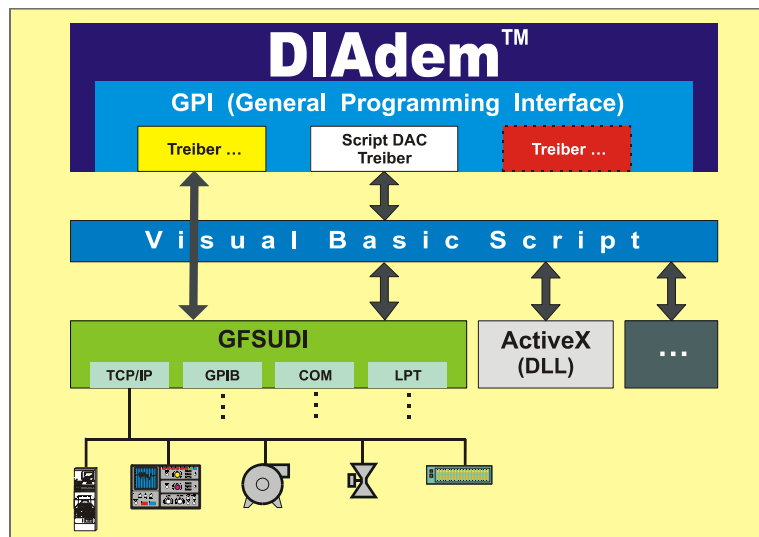 DIAdem™
GPI (General Programming Interface)
Treiber ...
Script DAC
Treiber
Treiber ...
Visual Basic Script
GFSUDI
TCP/IP
GPIB
COM
LPT
ActiveX
(DLL)
...